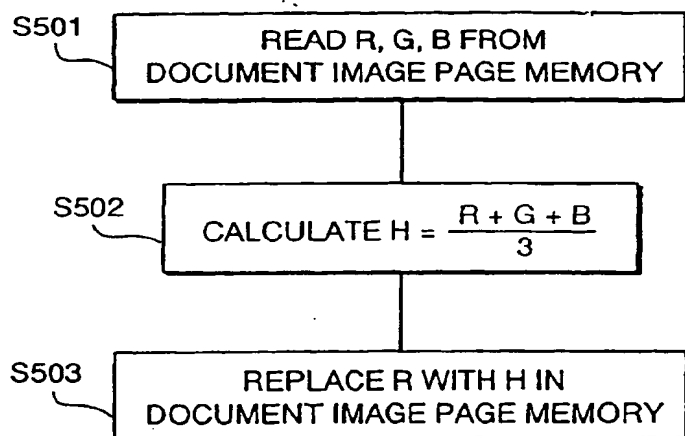 S501
READ R, G, B FROM
DOCUMENT IMAGE PAGE MEMORY
S502
CALCULATE H = R + G + B
3
S503
REPLACE R WITH H IN
DOCUMENT IMAGE PAGE MEMORY